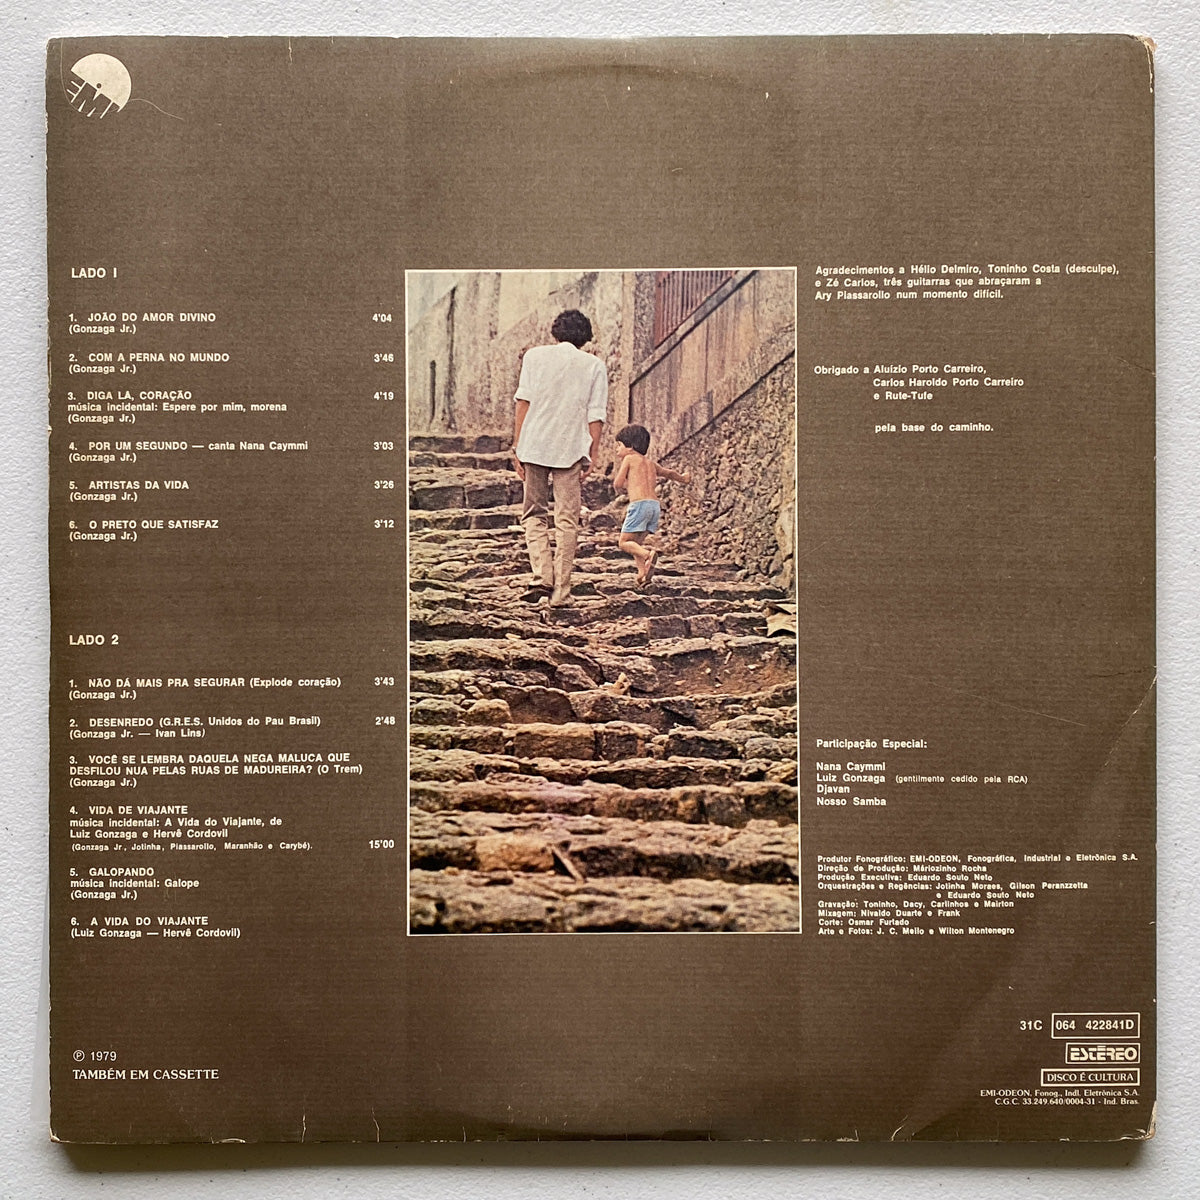 EMI
LADO 1
1. JOÃO DO AMOR DIVINO 4'04
(Gonzaga Jr.)
2. COM A PERNA NO MUNDO 3'46
(Gonzaga Jr.)
3. DIGA LÁ, CORAÇÃO 4'19
música incidental: Espere por mim, morena
(Gonzaga Jr.)
4. POR UM SEGUNDO — canta Nana Caymmi 3'03
(Gonzaga Jr.)
5. ARTISTAS DA VIDA 3'26
(Gonzaga Jr.)
6. O PRETO QUE SATISFAZ 3'12
(Gonzaga Jr.)
LADO 2
1. NÃO DÁ MAIS PRA SEGURAR (Explode coração) 3'43
(Gonzaga Jr.)
2. DESENREDO (G.R.E.S. Unidos do Pau Brasil) 2'48
(Gonzaga Jr. — Ivan Lins)
3. VOCÊ SE LEMBRA DAQUELA NEGA MALUCA QUE
DESFILOU NUA PELAS RUAS DE MADUREIRA? (O Trem)
(Gonzaga Jr.)
4. VIDA DE VIAJANTE
música incidental: A Vida do Viajante, de
Luiz Gonzaga e Hervê Cordovil
(Gonzaga Jr., Jotinha, Piassarollo, Maranhão e Carybé). 15'00
5. GALOPANDO
música incidental: Galope
(Gonzaga Jr.)
6. A VIDA DO VIAJANTE
(Luiz Gonzaga — Hervê Cordovil)
℗ 1979
TAMBÉM EM CASSETTE
Agradecimentos a Hélio Delmiro, Toninho Costa (desculpe),
e Zé Carlos, três guitarras que abraçaram a
Ary Piassarollo num momento difícil.
Obrigado a Aluízio Porto Carreiro,
Carlos Haroldo Porto Carreiro
e Rute-Tufe
pela base do caminho.
Participação Especial:
Nana Caymmi
Luiz Gonzaga (gentilmente cedido pela RCA)
Djavan
Nosso Samba
Produtor Fonográfico: EMI-ODEON, Fonográfica, Industrial e Eletrônica S.A.
Direção de Produção: Máriozinho Rocha
Produção Executiva: Eduardo Souto Neto
Orquestrações e Regências: Jotinha Moraes, Gilson Peranzzetta
e Eduardo Souto Neto
Gravação: Toninho, Dacy, Carlinhos e Mairton
Mixagem: Nivaldo Duarte e Frank
Corte: Osmar Furtado
Arte e Fotos: J. C. Mello e Wilton Montenegro
31C 064 422841D
ESTÉREO
DISCO É CULTURA
EMI-ODEON. Fonog., Indl. Eletrônica S.A.
C.G.C. 33.249.640/0004-31 - Ind. Bras.